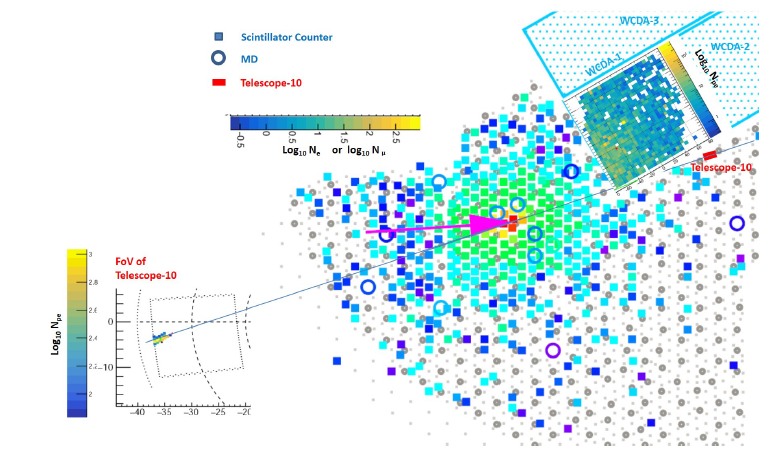 WCDA-3
Scintillator Counter
WCDA-2
MD
WCDA-1
Log10 Npe
Telescope-10
-0.5 0 0.5 1 1.5 2 2.5
Log10 Ne or log10 Nμ
Telescope-10
FoV of
Telescope-10
3
2.8
2.6
2.4
2.2
2
Log10 Npe
0
-10
-40 -35 -30 -25 -20